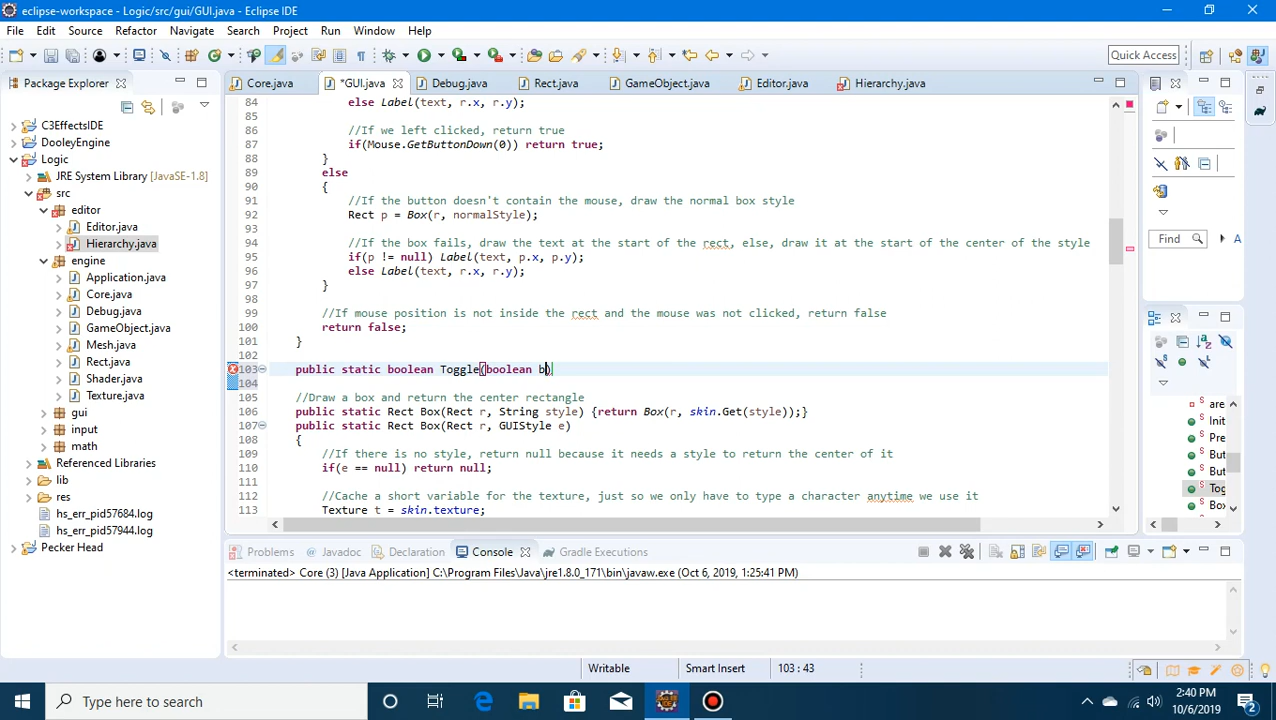 eclipse-workspace - Logic/src/gui/GUI.java - Eclipse IDE
File Edit Source Refactor Navigate Search Project Run Window Help
Quick Access
Package Explorer
Core.java *GUI.java Debug.java Rect.java GameObject.java Editor.java Hierarchy.java
C3EffectsIDE
DooleyEngine
Logic
JRE System Library [JavaSE-1.8]
src
editor
Editor.java
Hierarchy.java
engine
Application.java
Core.java
Debug.java
GameObject.java
Mesh.java
Rect.java
Shader.java
Texture.java
gui
input
math
Referenced Libraries
lib
res
hs_err_pid57684.log
hs_err_pid57944.log
Pecker Head
84 else Label(text, r.x, r.y);
85
86 //If we left clicked, return true
87 if(Mouse.GetButtonDown(0)) return true;
88 }
89 else
90 {
91 //If the button doesn't contain the mouse, draw the normal box style
92 Rect p = Box(r, normalStyle);
93
94 //If the box fails, draw the text at the start of the rect, else, draw it at the start of the center of the style
95 if(p != null) Label(text, p.x, p.y);
96 else Label(text, r.x, r.y);
97 }
98
99 //If mouse position is not inside the rect and the mouse was not clicked, return false
100 return false;
101 }
102
103 public static boolean Toggle(boolean b)
104
105 //Draw a box and return the center rectangle
106 public static Rect Box(Rect r, String style) {return Box(r, skin.Get(style));}
107 public static Rect Box(Rect r, GUIStyle e)
108 {
109 //If there is no style, return null because it needs a style to return the center of it
110 if(e == null) return null;
111
112 //Cache a short variable for the texture, just so we only have to type a character anytime we use it
113 Texture t = skin.texture;
Find
A
are
Init
Pre
But
But
Tog
Box
Problems Javadoc Declaration Console Gradle Executions
<terminated> Core (3) [Java Application] C:\Program Files\Java\jre1.8.0_171\bin\javaw.exe (Oct 6, 2019, 1:25:41 PM)
Writable Smart Insert 103 : 43
Type here to search
2:40 PM
10/6/2019
2